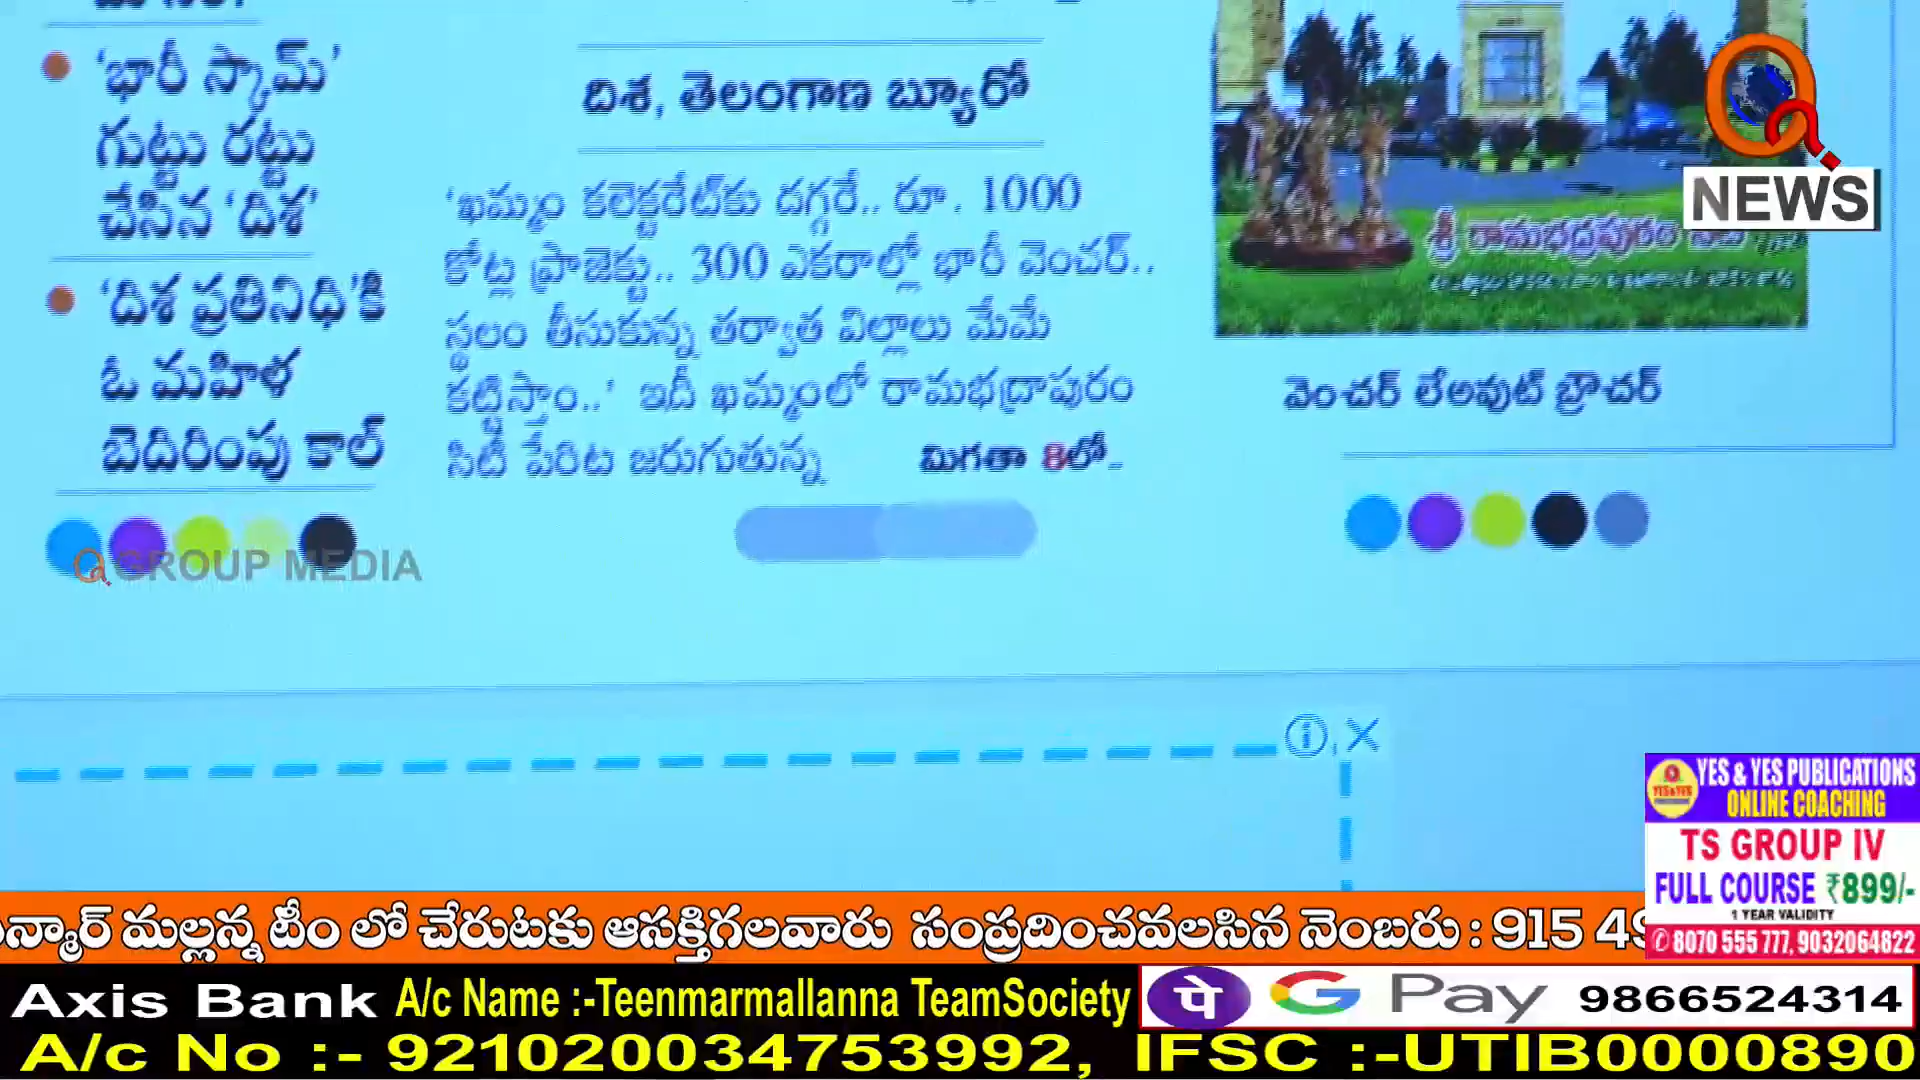 ‘భారీ స్కామ్’
గుట్టు రట్టు
చేసిన ‘దిశ’
‘దిశ ప్రతినిధి’కి
ఓ మహిళ
బెదిరింపు కాల్
దిశ, తెలంగాణ బ్యూరో
‘ఖమ్మం కలెక్టరేట్‌కు దగ్గరే.. రూ. 1000
కోట్ల ప్రాజెక్టు.. 300 ఎకరాల్లో భారీ వెంచర్..
స్థలం తీసుకున్న తర్వాత విల్లాలు మేమే
కట్టిస్తాం..’ ఇదీ ఖమ్మంలో రామభద్రాపురం
సిటీ పేరిట జరుగుతున్న మిగతా 8లో..
శ్రీ రామభద్రపురం
వెంచర్ లేఅవుట్ బ్రౌచర్
Q NEWS
Q GROUP MEDIA
YES & YES PUBLICATIONS
ONLINE COACHING
TS GROUP IV
FULL COURSE ₹899/-
1 YEAR VALIDITY
8070 555 777, 9032064822
న్మార్ మల్లన్న టీం లో చేరుటకు ఆసక్తిగలవారు సంప్రదించవలసిన నెంబరు : 915 49
Axis Bank A/c Name :-Teenmarmallanna TeamSociety
పే G Pay 9866524314
A/c No :- 921020034753992, IFSC :-UTIB0000890